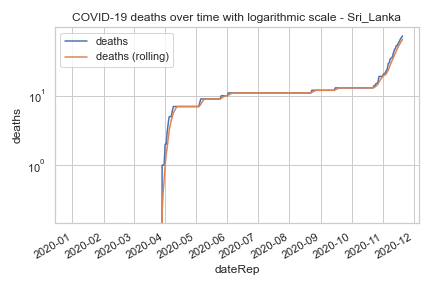 COVID-19 deaths over time with logarithmic scale - Sri_Lanka
deaths
deaths (rolling)
deaths
10¹
10⁰
2020-01
2020-02
2020-03
2020-04
2020-05
2020-06
2020-07
2020-08
2020-09
2020-10
2020-11
2020-12
dateRep